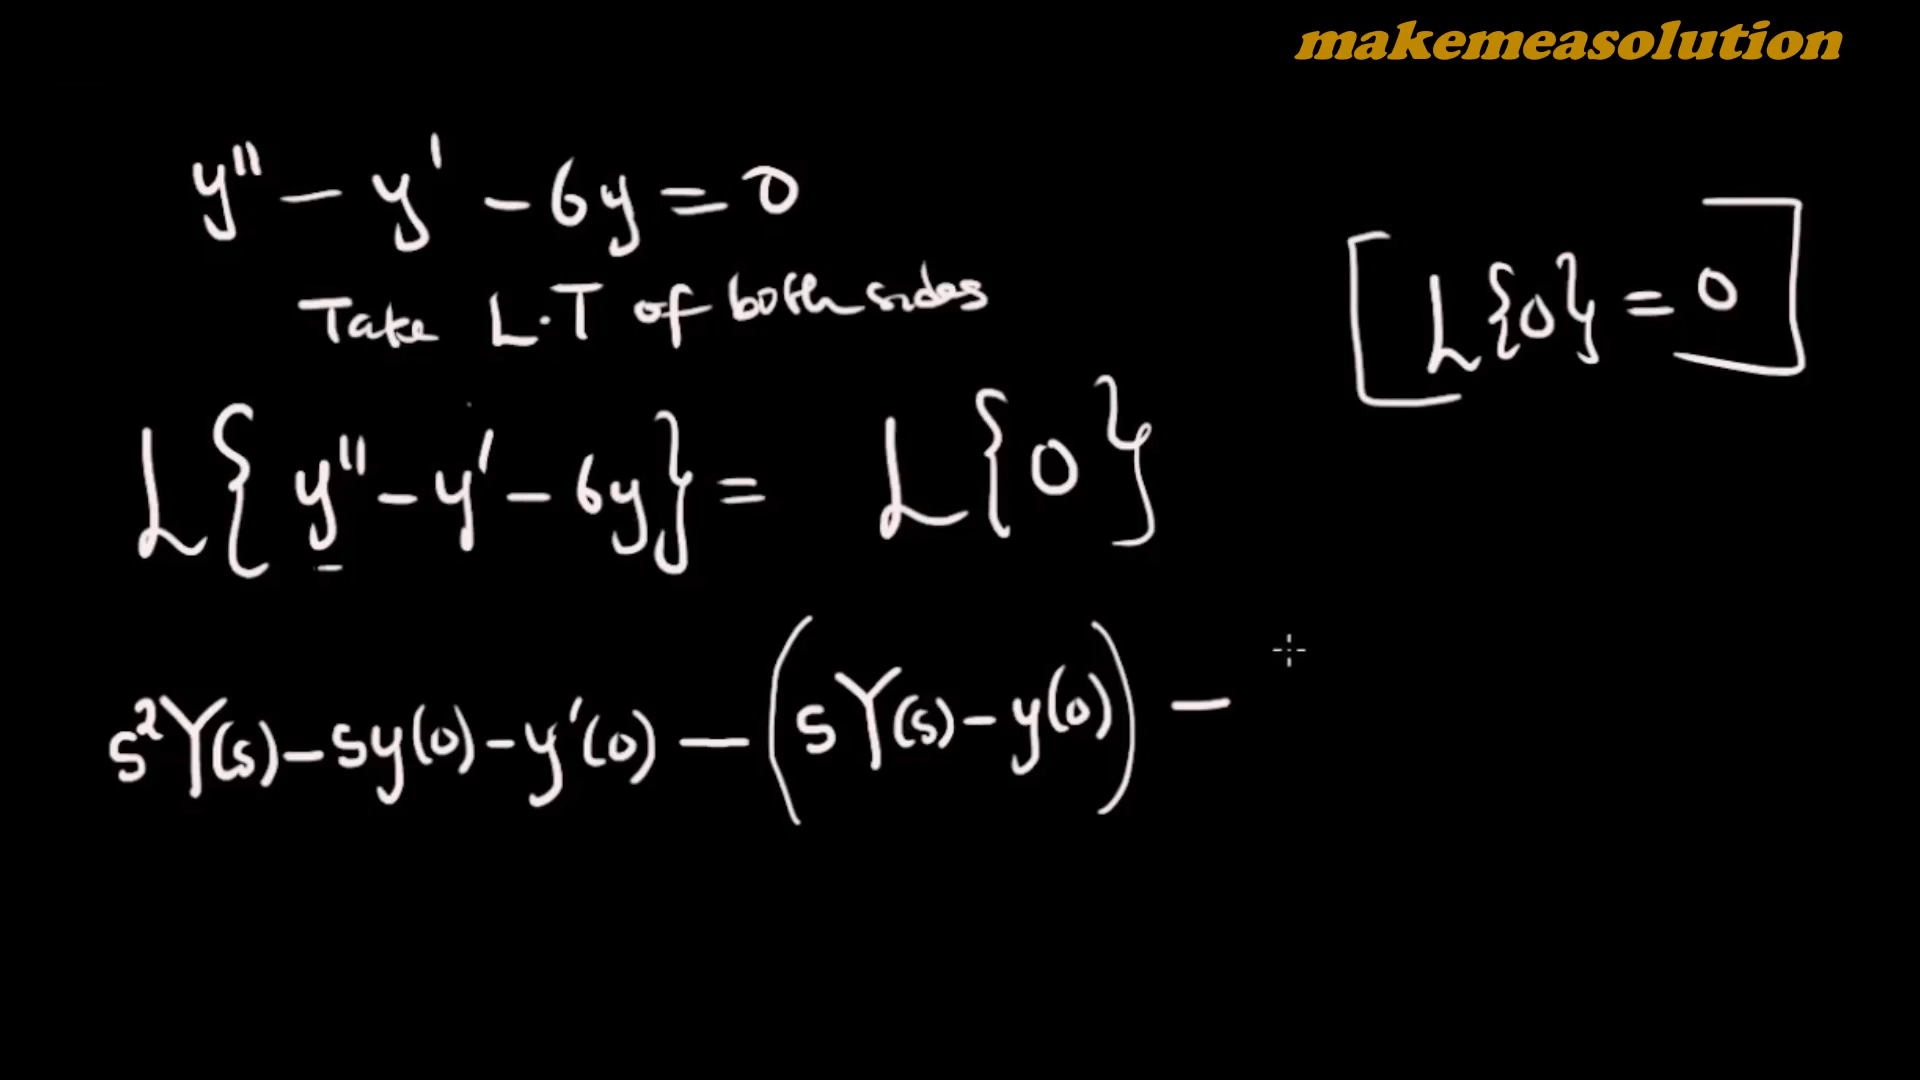 makemeasolution
y'' - y' - 6y = 0
Take L.T of both sides
[L{0} = 0]
L{y'' - y' - 6y} = L{0}
s²Y(s) - sy(0) - y'(0) - (sY(s) - y(0)) -